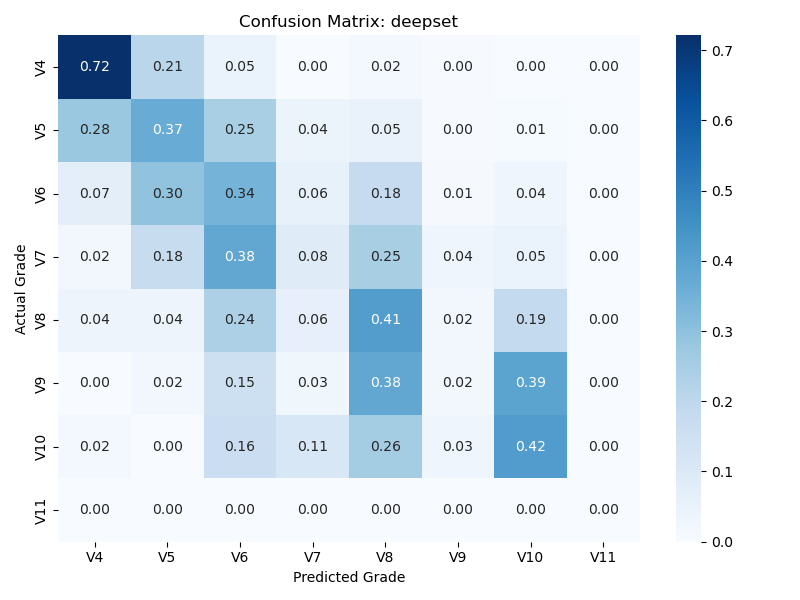 Confusion Matrix: deepset
V4 0.72 0.21 0.05 0.00 0.02 0.00 0.00 0.00
V5 0.28 0.37 0.25 0.04 0.05 0.00 0.01 0.00
V6 0.07 0.30 0.34 0.06 0.18 0.01 0.04 0.00
V7 0.02 0.18 0.38 0.08 0.25 0.04 0.05 0.00
V8 0.04 0.04 0.24 0.06 0.41 0.02 0.19 0.00
V9 0.00 0.02 0.15 0.03 0.38 0.02 0.39 0.00
V10 0.02 0.00 0.16 0.11 0.26 0.03 0.42 0.00
V11 0.00 0.00 0.00 0.00 0.00 0.00 0.00 0.00
V4 V5 V6 V7 V8 V9 V10 V11
Predicted Grade
Actual Grade
0.7
0.6
0.5
0.4
0.3
0.2
0.1
0.0